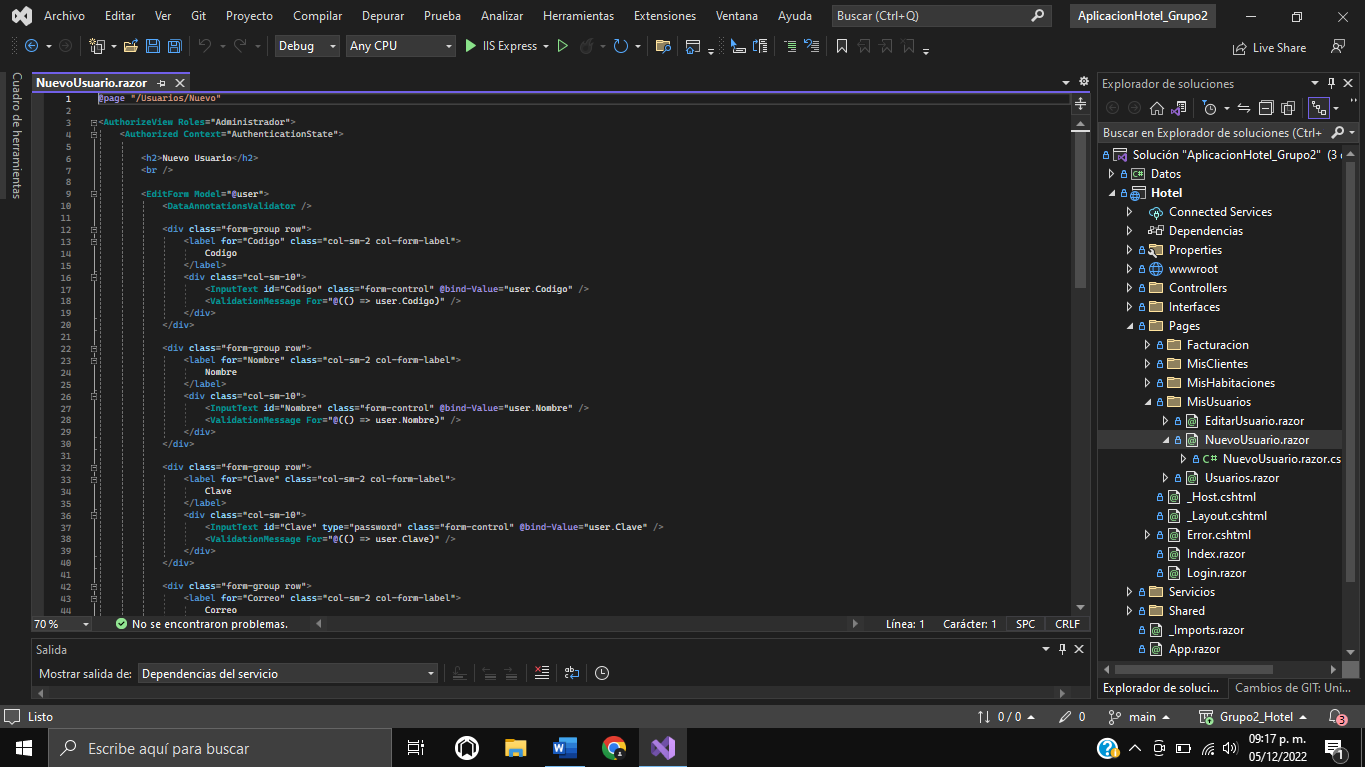 Archivo Editar Ver Git Proyecto Compilar Depurar Prueba Analizar Herramientas Extensiones Ventana Ayuda Buscar (Ctrl+Q) AplicacionHotel_Grupo2
Debug Any CPU IIS Express Live Share
Cuadro de herramientas
NuevoUsuario.razor
1 @page "/Usuarios/Nuevo"
2
3 <AuthorizeView Roles="Administrador">
4 <Authorized Context="AuthenticationState">
5
6 <h2>Nuevo Usuario</h2>
7 <br />
8
9 <EditForm Model="@user">
10 <DataAnnotationsValidator />
11
12 <div class="form-group row">
13 <label for="Codigo" class="col-sm-2 col-form-label">
14 Codigo
15 </label>
16 <div class="col-sm-10">
17 <InputText id="Codigo" class="form-control" @bind-Value="user.Codigo" />
18 <ValidationMessage For="@(() => user.Codigo)" />
19 </div>
20 </div>
21
22 <div class="form-group row">
23 <label for="Nombre" class="col-sm-2 col-form-label">
24 Nombre
25 </label>
26 <div class="col-sm-10">
27 <InputText id="Nombre" class="form-control" @bind-Value="user.Nombre" />
28 <ValidationMessage For="@(() => user.Nombre)" />
29 </div>
30 </div>
31
32 <div class="form-group row">
33 <label for="Clave" class="col-sm-2 col-form-label">
34 Clave
35 </label>
36 <div class="col-sm-10">
37 <InputText id="Clave" type="password" class="form-control" @bind-Value="user.Clave" />
38 <ValidationMessage For="@(() => user.Clave)" />
39 </div>
40 </div>
41
42 <div class="form-group row">
43 <label for="Correo" class="col-sm-2 col-form-label">
44 Correo
70 % No se encontraron problemas. Línea: 1 Carácter: 1 SPC CRLF
Salida
Mostrar salida de: Dependencias del servicio
Explorador de soluciones
Buscar en Explorador de soluciones (Ctrl+
Solución "AplicacionHotel_Grupo2" (3
Datos
Hotel
Connected Services
Dependencias
Properties
wwwroot
Controllers
Interfaces
Pages
Facturacion
MisClientes
MisHabitaciones
MisUsuarios
EditarUsuario.razor
NuevoUsuario.razor
C# NuevoUsuario.razor.cs
Usuarios.razor
_Host.cshtml
_Layout.cshtml
Error.cshtml
Index.razor
Login.razor
Servicios
Shared
_Imports.razor
App.razor
Explorador de soluci... Cambios de GIT: Uni...
Listo 0 / 0 0 main Grupo2_Hotel 3
Escribe aquí para buscar 09:17 p. m.
05/12/2022 1